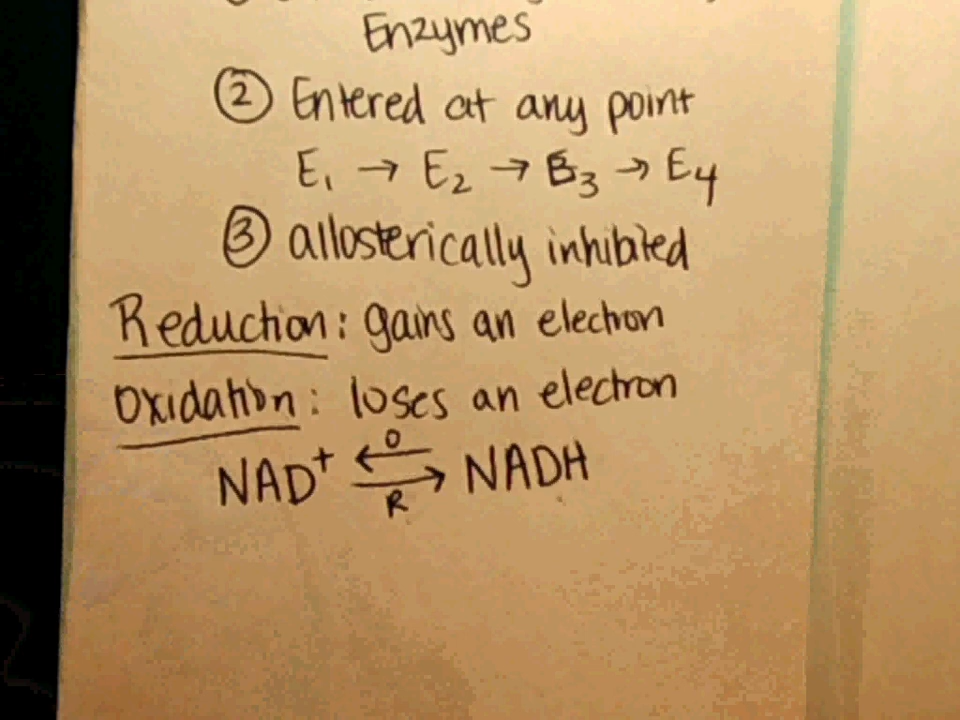 Enzymes
② Entered at any point
E₁ → E₂ → E₃ → E₄
③ allosterically inhibited
Reduction: gains an electron
Oxidation: loses an electron
O
NAD⁺ ⇄ NADH
R